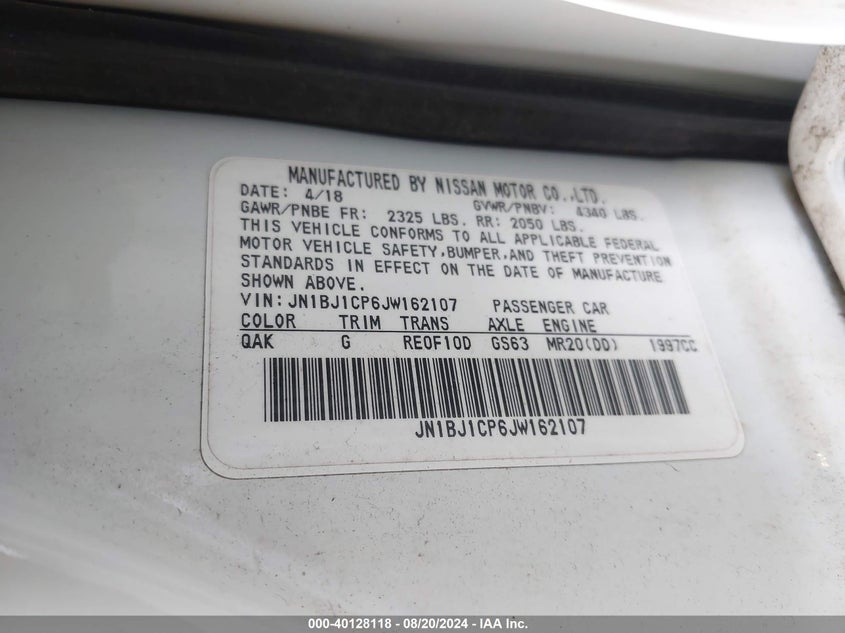 MANUFACTURED BY NISSAN MOTOR CO.,LTD.
DATE: 4/18 GVWR/PNBV: 4340 LBS.
GAWR/PNBE FR: 2325 LBS. RR: 2050 LBS.
THIS VEHICLE CONFORMS TO ALL APPLICABLE FEDERAL
MOTOR VEHICLE SAFETY,BUMPER,AND THEFT PREVENTION
STANDARDS IN EFFECT ON THE DATE OF MANUFACTURE
SHOWN ABOVE.
VIN: JN1BJ1CP6JW162107 PASSENGER CAR
COLOR TRIM TRANS AXLE ENGINE
QAK G RE0F10D GS63 MR20(DD) 1997CC
JN1BJ1CP6JW162107
000-40128118 - 08/20/2024 - IAA Inc.